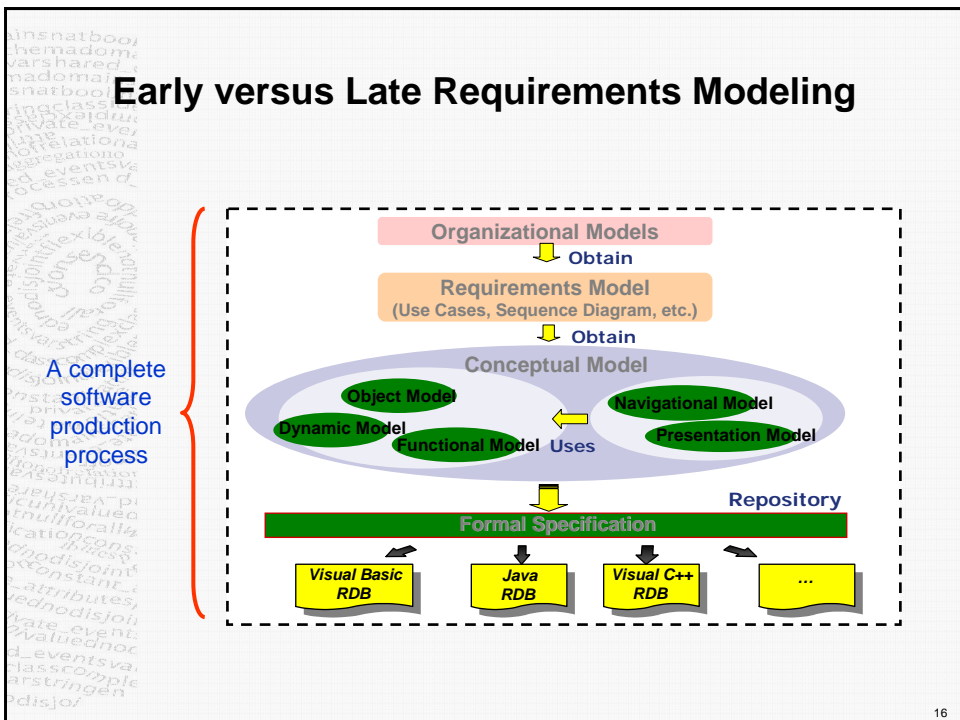 Early versus Late Requirements Modeling
Organizational Models
Obtain
Requirements Model
(Use Cases, Sequence Diagram, etc.)
Obtain
Conceptual Model
Object Model
Dynamic Model
Functional Model
Uses
Navigational Model
Presentation Model
A complete
software
production
process
Repository
Formal Specification
Visual Basic
RDB
Java
RDB
Visual C++
RDB
...
16